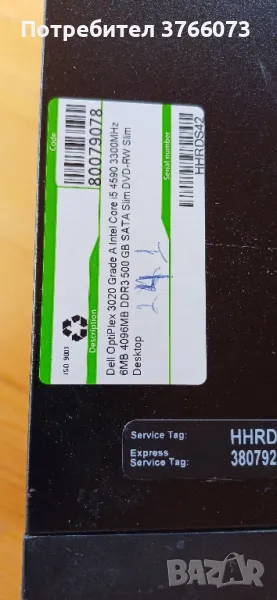 Потребител 3766073
Code
80079078
Serial number
HHRDS42
ISO 9001
Description
Dell OptiPlex 3020 Grade A Intel Core i5 4590 3300MHz
6MB 4096MB DDR3 500 GB SATA Slim DVD-RW Slim
Desktop
Service Tag: HHRD
Express
Service Tag: 380792
BAZAR